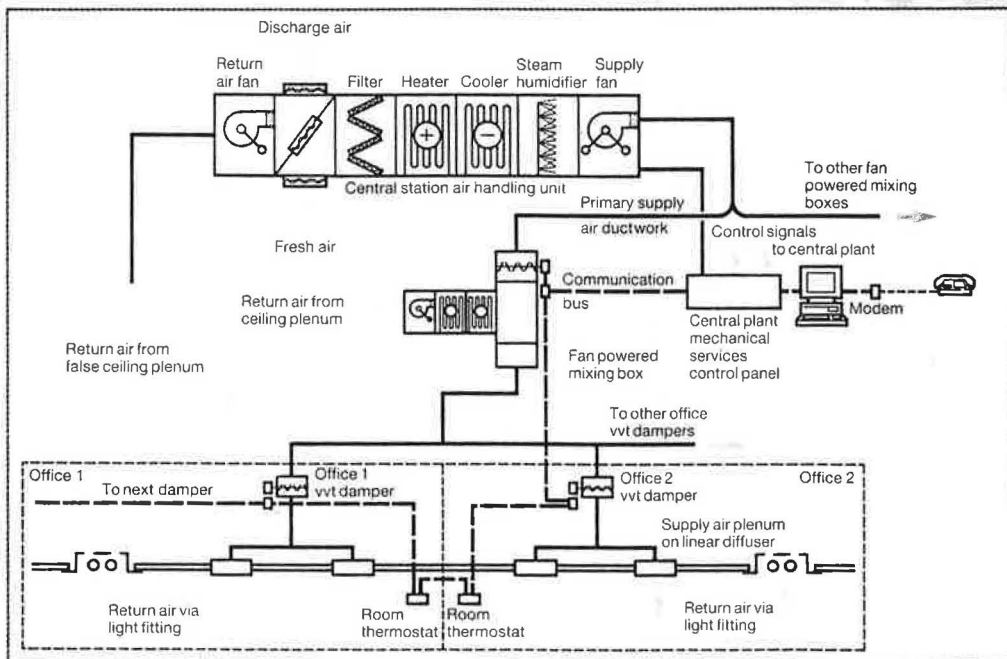 Discharge air
Return
air fan
Filter
Heater
Cooler
Steam
humidifier
Supply
fan
Central station air handling unit
To other fan
powered mixing
boxes
Primary supply
air ductwork
Control signals
to central plant
Fresh air
Communication
bus
Modem
Return air from
ceiling plenum
Central plant
mechanical
services
control panel
Return air from
false ceiling plenum
Fan powered
mixing box
To other office
vvt dampers
Office 1
Office 1
vvt damper
To next damper
Office 2
vvt damper
Office 2
Supply air plenum
on linear diffuser
Return air via
light fitting
Room
thermostat
Room
thermostat
Return air via
light fitting